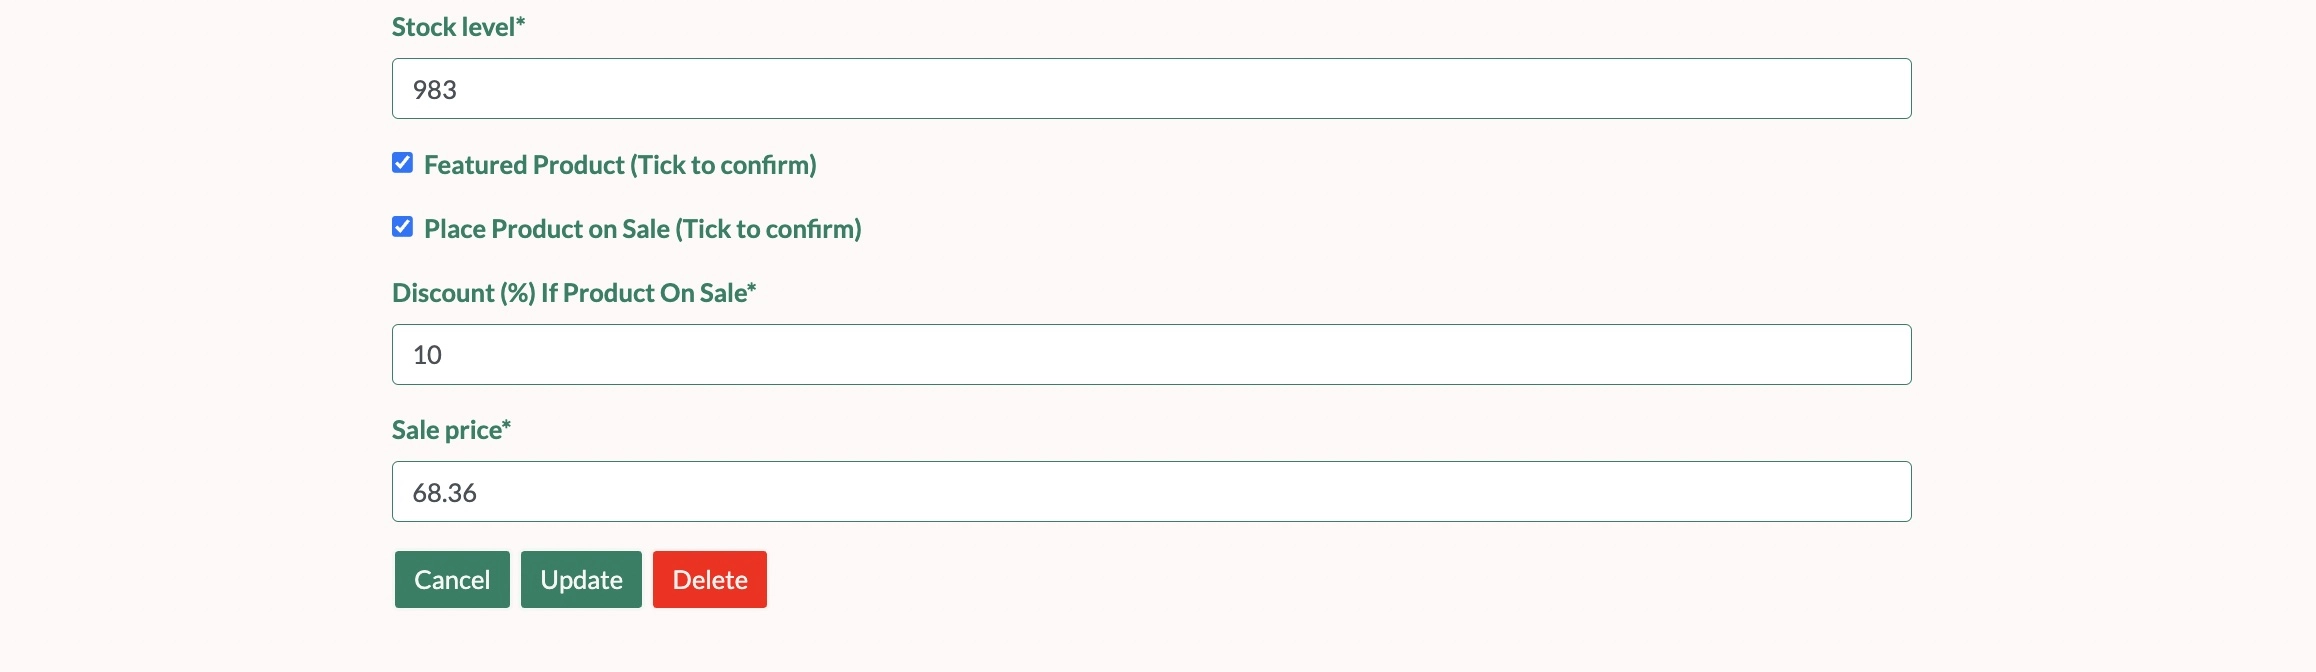 Stock level*
983
Featured Product (Tick to confirm)
Place Product on Sale (Tick to confirm)
Discount (%) If Product On Sale*
10
Sale price*
68.36
Cancel Update Delete